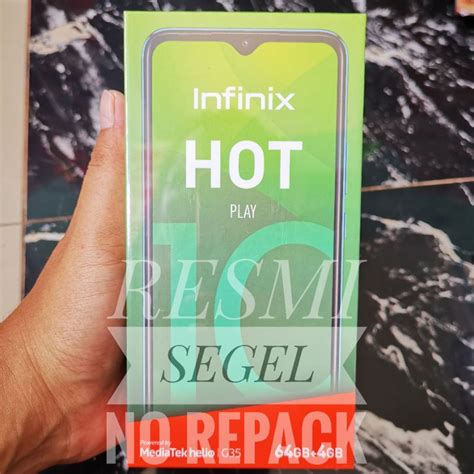 Infinix
HOT
PLAY
10
RESMI
SEGEL
NO REPACK
Powered by
MediaTek helio | G35
64GB+4GB